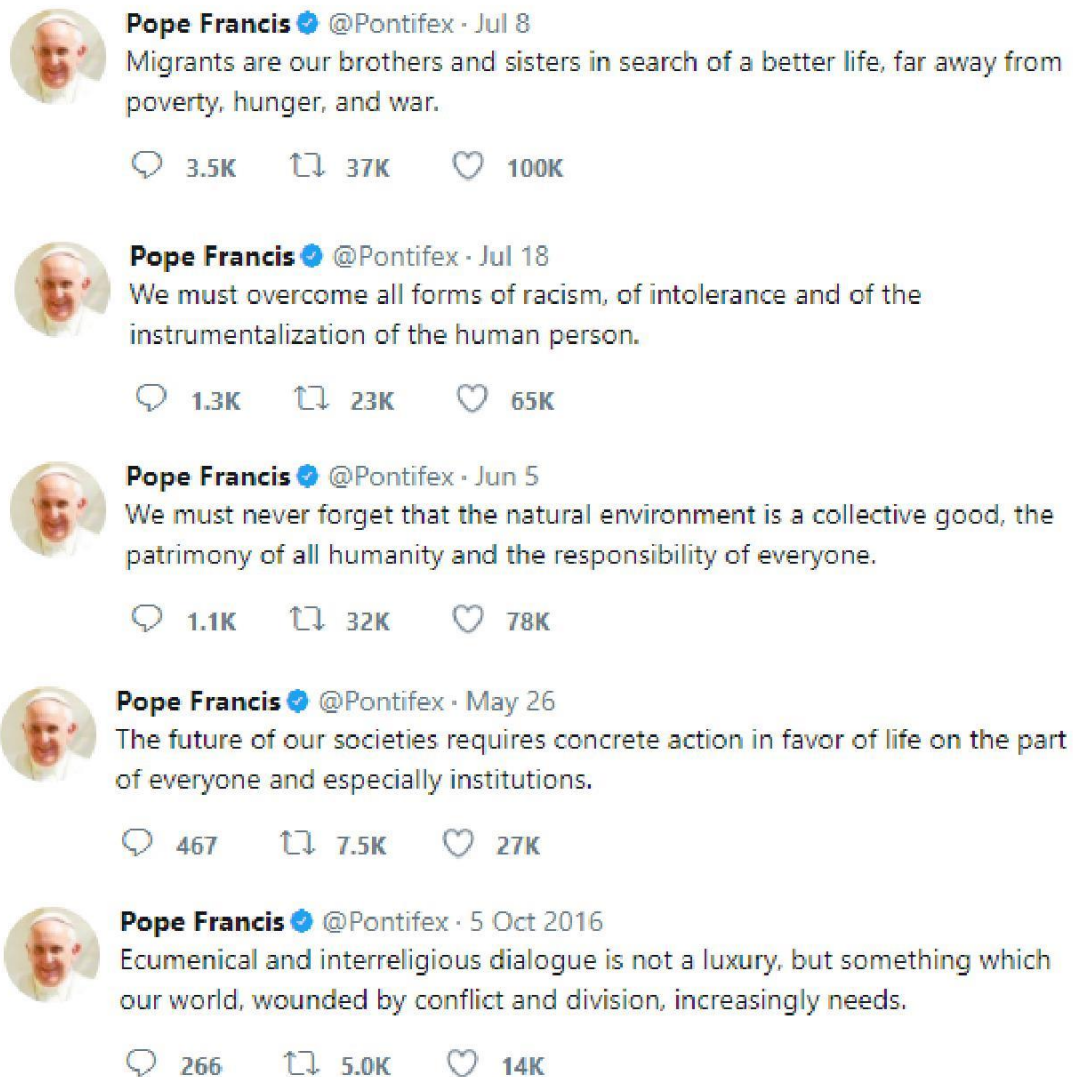 Pope Francis @Pontifex · Jul 8
Migrants are our brothers and sisters in search of a better life, far away from
poverty, hunger, and war.
3.5K 37K 100K
Pope Francis @Pontifex · Jul 18
We must overcome all forms of racism, of intolerance and of the
instrumentalization of the human person.
1.3K 23K 65K
Pope Francis @Pontifex · Jun 5
We must never forget that the natural environment is a collective good, the
patrimony of all humanity and the responsibility of everyone.
1.1K 32K 78K
Pope Francis @Pontifex · May 26
The future of our societies requires concrete action in favor of life on the part
of everyone and especially institutions.
467 7.5K 27K
Pope Francis @Pontifex · 5 Oct 2016
Ecumenical and interreligious dialogue is not a luxury, but something which
our world, wounded by conflict and division, increasingly needs.
266 5.0K 14K